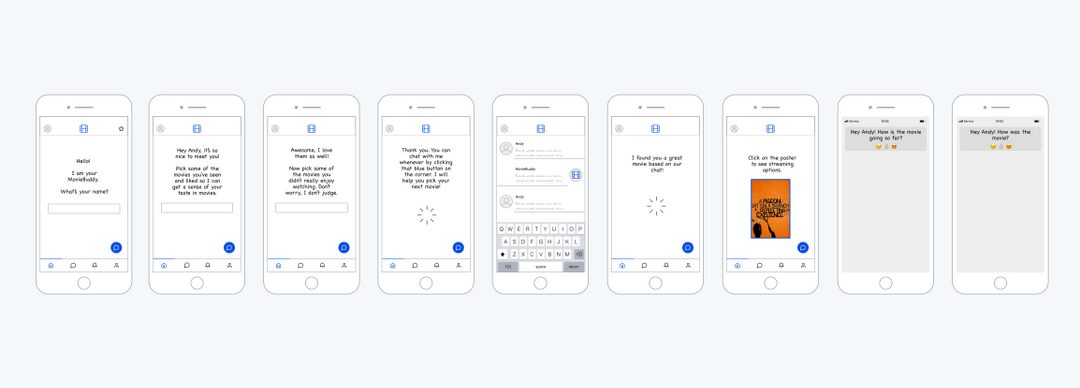 Hello!
I am your
MovieBuddy.
What's your name?
Hey Andy, it's so
nice to meet you!
Pick some of the
movies you've seen
and liked so I can
get a sense of your
taste in movies.
Awesome, I love
them as well!
Now pick some of
the movies you
didn't really enjoy
watching. Don't
worry, I don't judge.
Thank you. You can
chat with me
whenever by clicking
that blue button on
the corner. I will
help you pick your
next movie!
Andy
MovieBuddy
Andy
Q W E R T Y U I O P
A S D F G H J K L
Z X C V B N M
space
I found you a great
movie based on our
chat!
Click on the poster
to see streaming
options.
A PIGEON
SAT ON A BRANCH
REFLECTING
EXISTENCE
Hey Andy! How is the movie
going so far?
Hey Andy! How was the
movie?